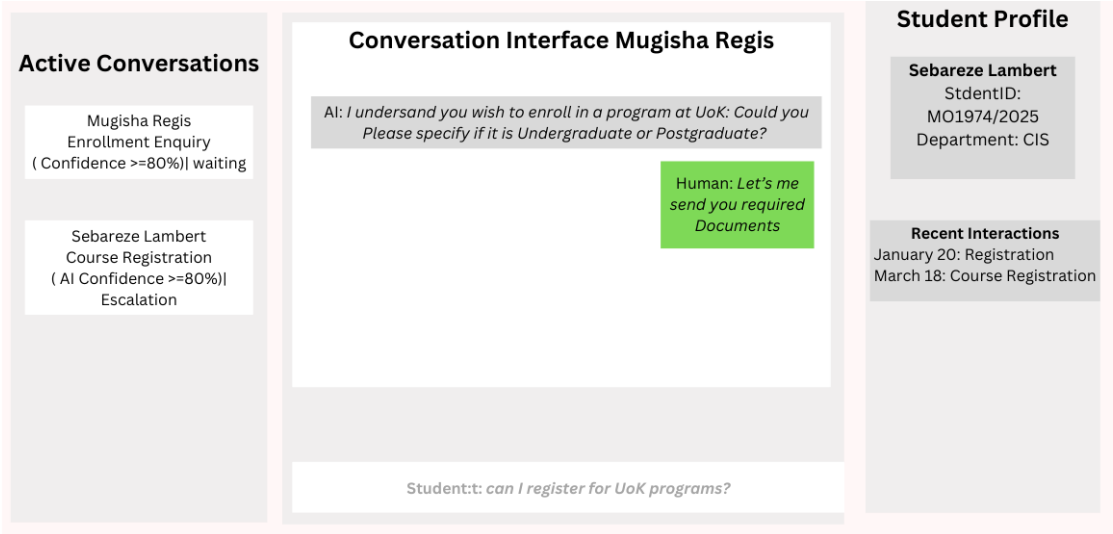 Active Conversations
Mugisha Regis
Enrollment Enquiry
( Confidence >=80%)| waiting
Sebareze Lambert
Course Registration
( AI Confidence >=80%)|
Escalation
Conversation Interface Mugisha Regis
AI: I undersand you wish to enroll in a program at UoK: Could you
Please specify if it is Undergraduate or Postgraduate?
Human: Let's me
send you required
Documents
Student:t: can I register for UoK programs?
Student Profile
Sebareze Lambert
StdentID:
MO1974/2025
Department: CIS
Recent Interactions
January 20: Registration
March 18: Course Registration